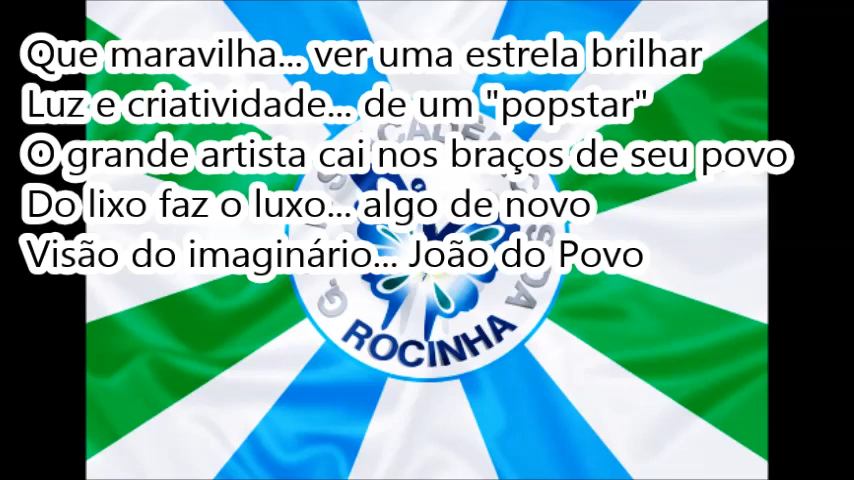 Que maravilha... ver uma estrela brilhar
Luz e criatividade... de um "popstar"
O grande artista cai nos braços de seu povo
Do lixo faz o luxo... algo de novo
Visão do imaginário... João do Povo
ROCINHA